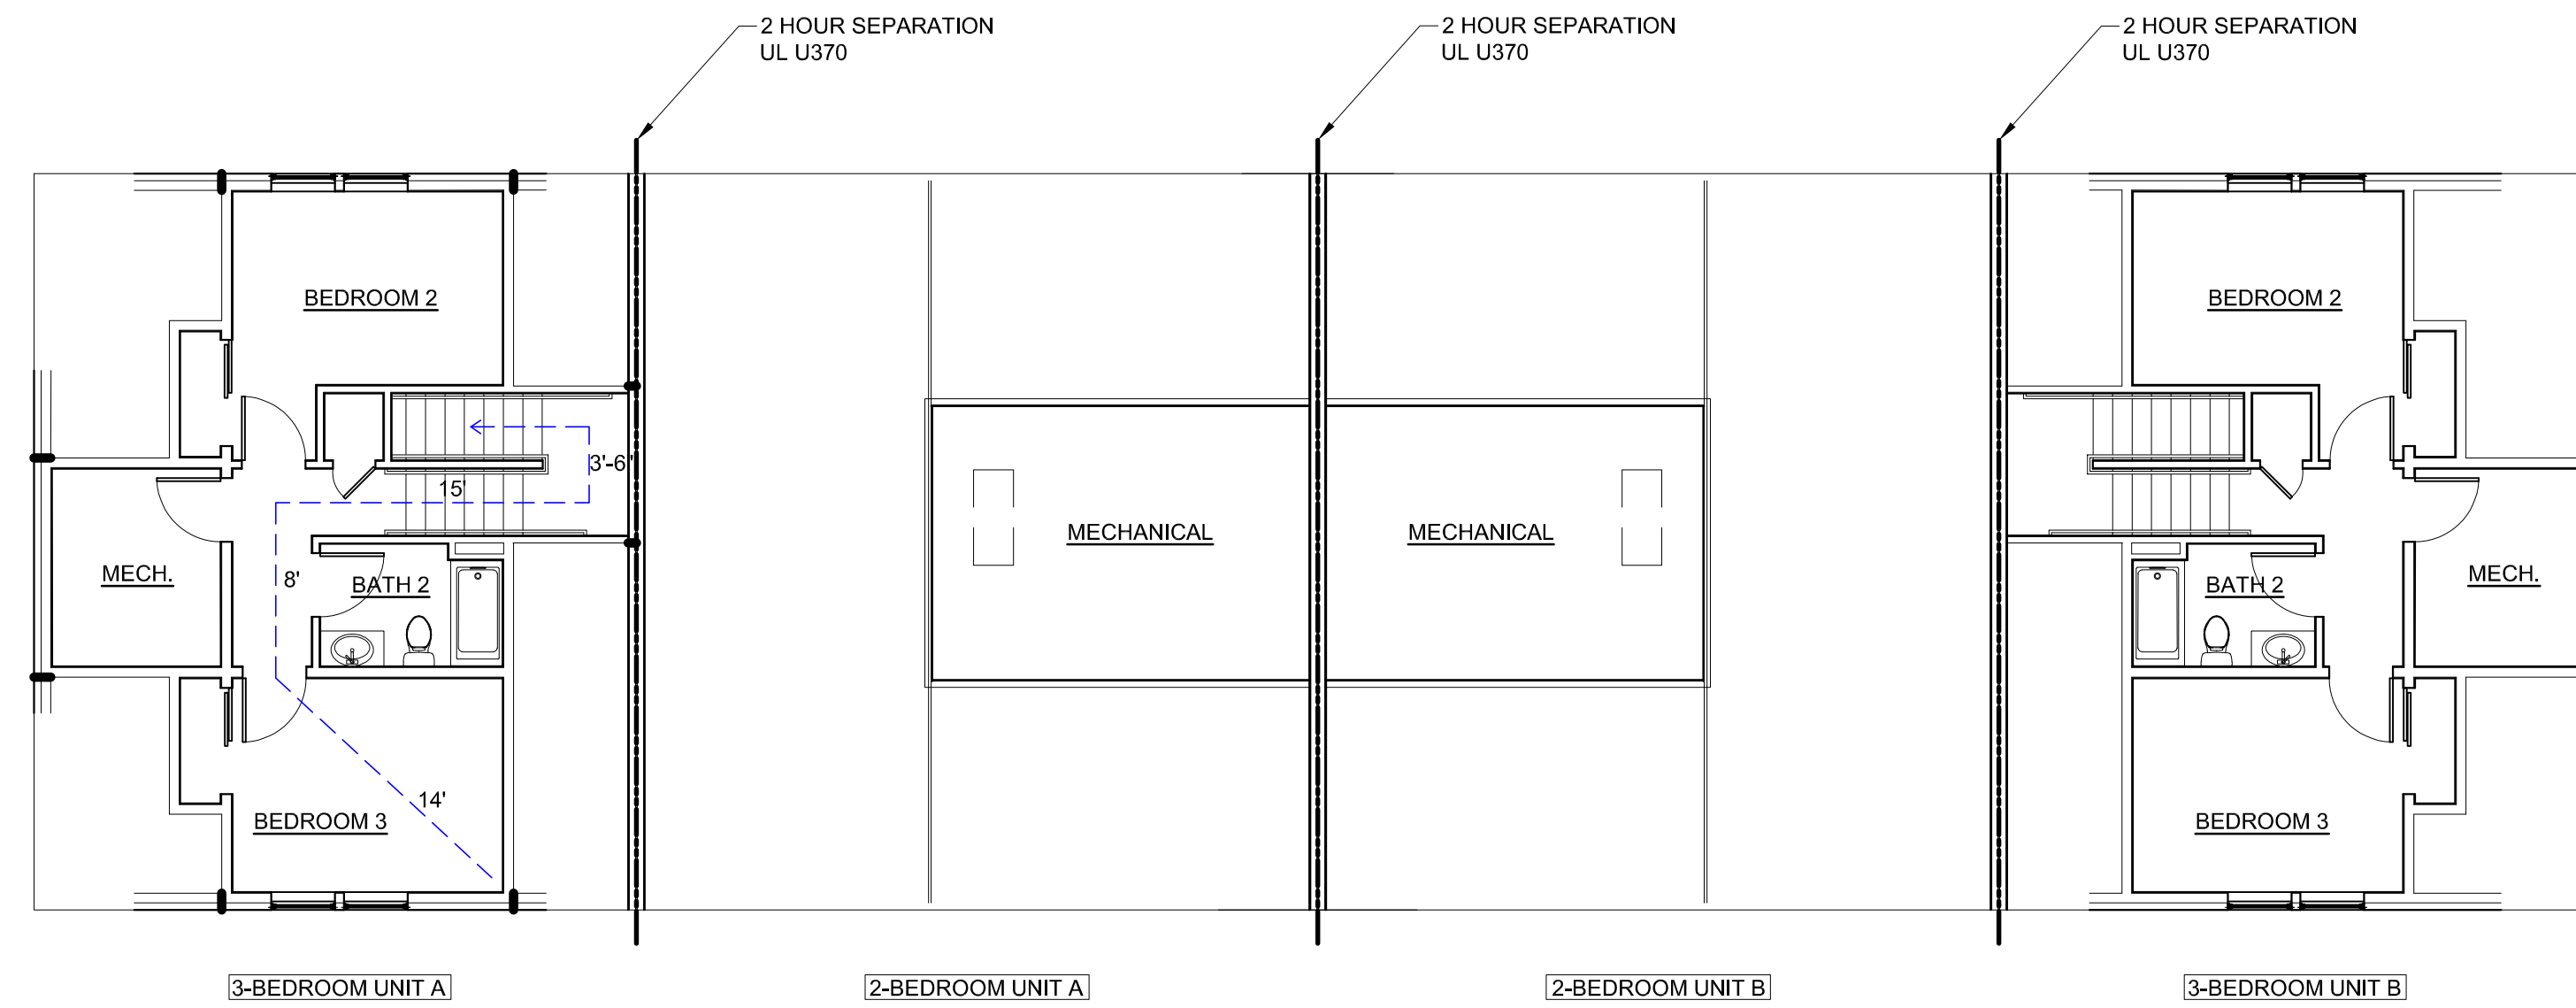 2 HOUR SEPARATION
UL U370
2 HOUR SEPARATION
UL U370
2 HOUR SEPARATION
UL U370
BEDROOM 2
BEDROOM 2
3'-6"
15'
MECHANICAL
MECHANICAL
MECH.
8'
BATH 2
BATH 2
MECH.
14'
BEDROOM 3
BEDROOM 3
3-BEDROOM UNIT A
2-BEDROOM UNIT A
2-BEDROOM UNIT B
3-BEDROOM UNIT B